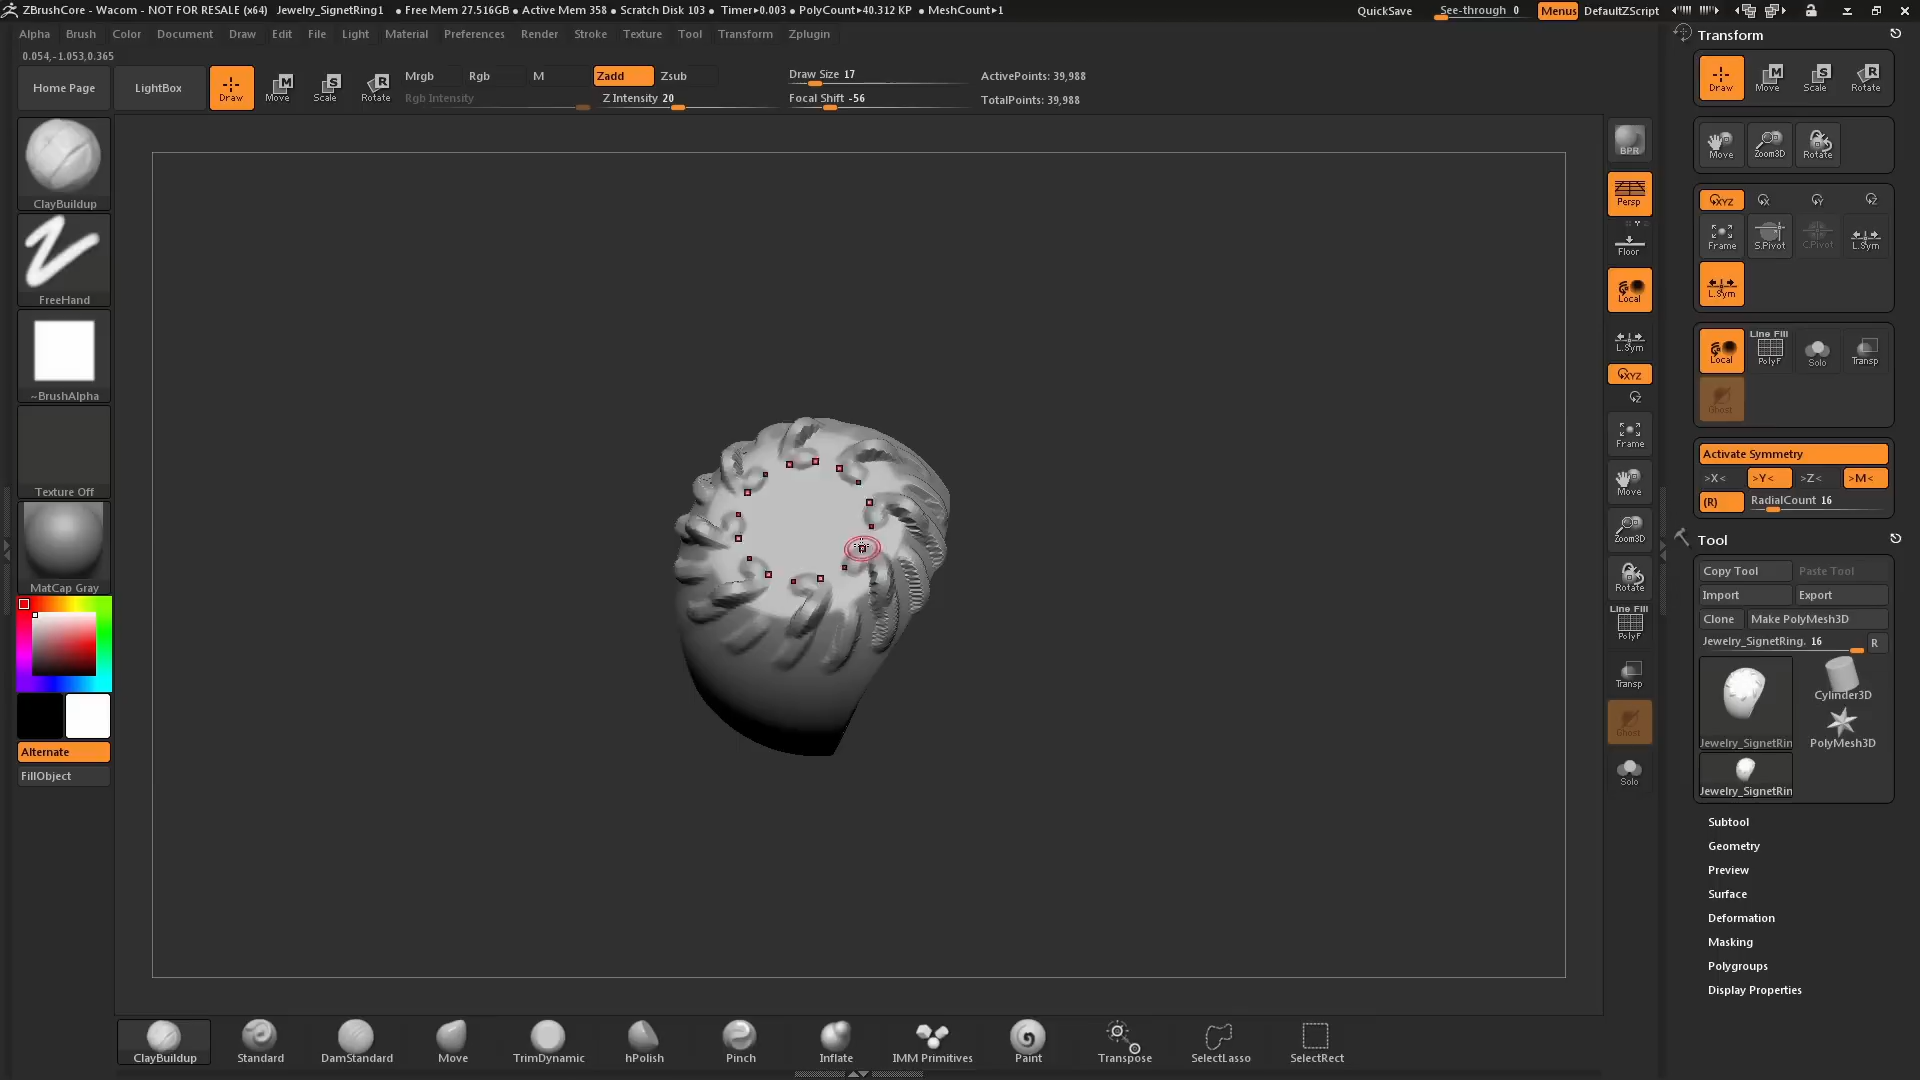 ZBrushCore - Wacom - NOT FOR RESALE (x64) Jewelry_SignetRing1 • Free Mem 27.516GB • Active Mem 358 • Scratch Disk 103 • Timer▸0.003 • PolyCount▸40.312 KP • MeshCount▸1 QuickSave See-through 0 Menus DefaultZScript
Alpha Brush Color Document Draw Edit File Light Material Preferences Render Stroke Texture Tool Transform Zplugin
0.054,-1.053,0.365
Home Page LightBox Draw Move Scale Rotate
Mrgb Rgb M Zadd Zsub
Rgb Intensity Z Intensity 20
Draw Size 17
Focal Shift -56
ActivePoints: 39,988
TotalPoints: 39,988
ClayBuildup
FreeHand
~BrushAlpha
Texture Off
MatCap Gray
Alternate
FillObject
BPR
Persp
Floor
Local
L.Sym
XYZ
Z
Frame
Move
Zoom3D
Rotate
Line Fill
PolyF
Transp
Ghost
Solo
Transform
Draw Move Scale Rotate
Move Zoom3D Rotate
XYZ X Y Z
Frame S.Pivot C.Pivot L.Sym
L.Sym
Line Fill
Local PolyF Solo Transp
Ghost
Activate Symmetry
>X< >Y< >Z< >M<
(R) RadialCount 16
Tool
Copy Tool Paste Tool
Import Export
Clone Make PolyMesh3D
Jewelry_SignetRing. 16 R
Cylinder3D
Jewelry_SignetRin PolyMesh3D
Jewelry_SignetRin
Subtool
Geometry
Preview
Surface
Deformation
Masking
Polygroups
Display Properties
ClayBuildup Standard DamStandard Move TrimDynamic hPolish Pinch Inflate IMM Primitives Paint Transpose SelectLasso SelectRect